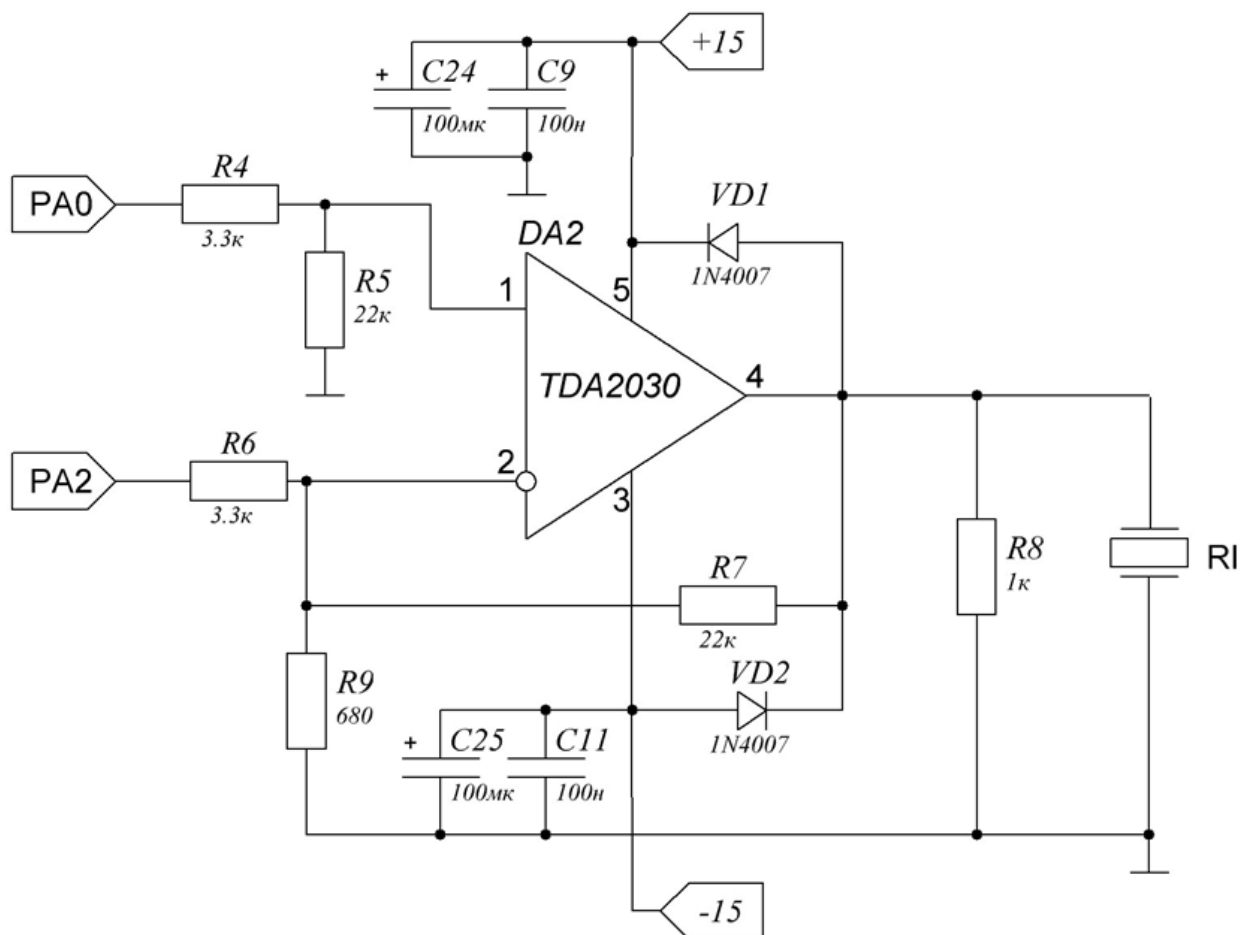 +15
+ C24
100мк
C9
100н
PA0
R4
3.3к
R5
22к
DA2
TDA2030
1
2
5
4
3
VD1
1N4007
PA2
R6
3.3к
R7
22к
R8
1к
RI
R9
680
VD2
1N4007
+ C25
100мк
C11
100н
-15